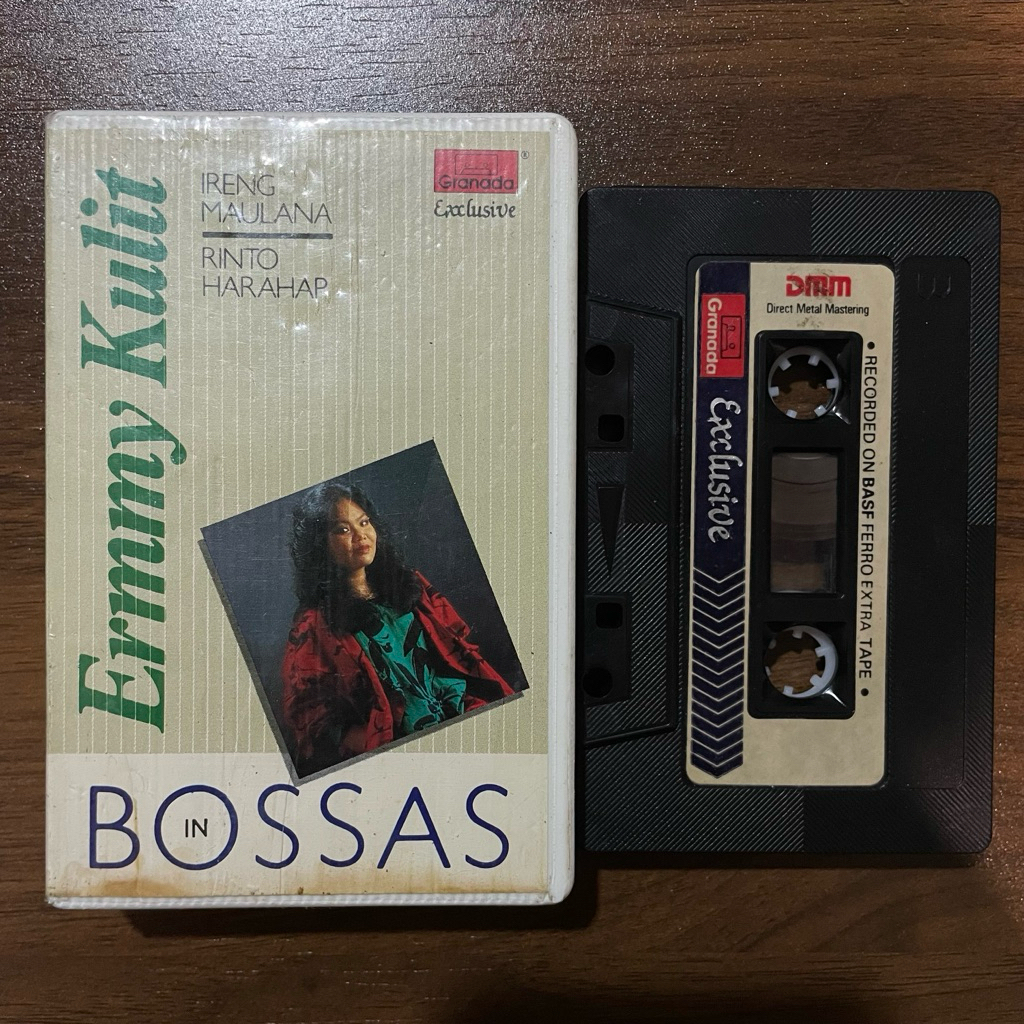 Ermmy Kulit
IRENG
MAULANA
RINTO
HARAHAP
Granada®
Exclusive
BOSSAS
IN
DMM
Direct Metal Mastering
Granada
Exclusive
• RECORDED ON BASF FERRO EXTRA TAPE •